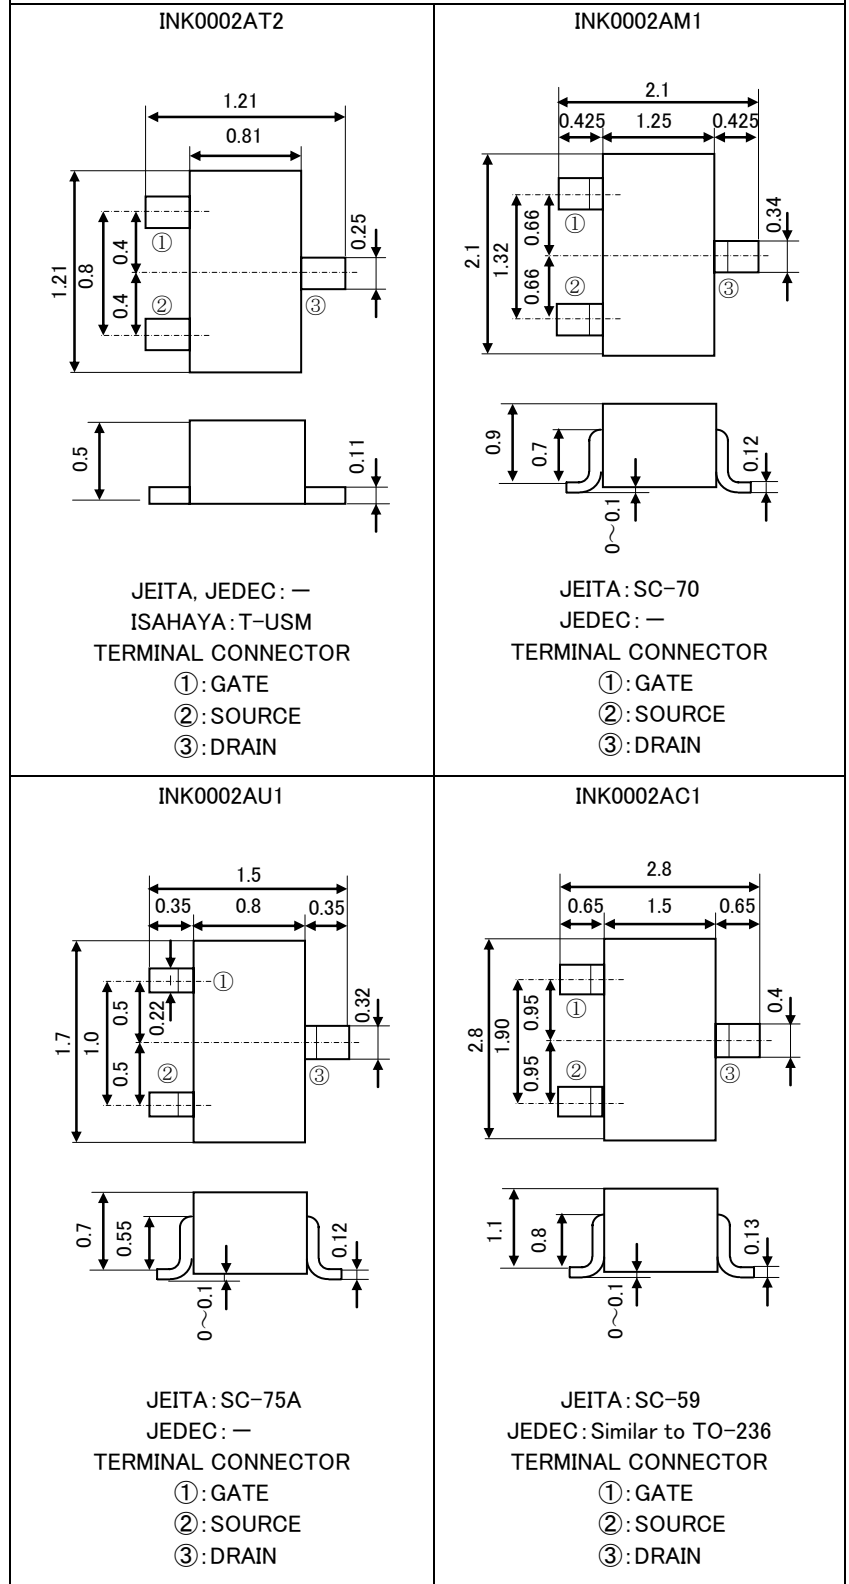 INK0002AT2
1.21
0.81
1.21
0.8
0.4
0.4
0.25
①
②
③
0.5
0.11
JEITA, JEDEC：－
ISAHAYA：T-USM
TERMINAL CONNECTOR
①：GATE
②：SOURCE
③：DRAIN
INK0002AM1
2.1
0.425 1.25 0.425
2.1
1.32
0.66
0.66
0.34
①
②
③
0.9
0.7
0～0.1
0.12
JEITA：SC-70
JEDEC：－
TERMINAL CONNECTOR
①：GATE
②：SOURCE
③：DRAIN
INK0002AU1
1.5
0.35 0.8 0.35
1.7
1.0
0.5
0.5
0.22
0.32
①
②
③
0.7
0.55
0～0.1
0.12
JEITA：SC-75A
JEDEC：－
TERMINAL CONNECTOR
①：GATE
②：SOURCE
③：DRAIN
INK0002AC1
2.8
0.65 1.5 0.65
2.8
1.90
0.95
0.95
0.4
①
②
③
1.1
0.8
0～0.1
0.13
JEITA：SC-59
JEDEC：Similar to TO-236
TERMINAL CONNECTOR
①：GATE
②：SOURCE
③：DRAIN